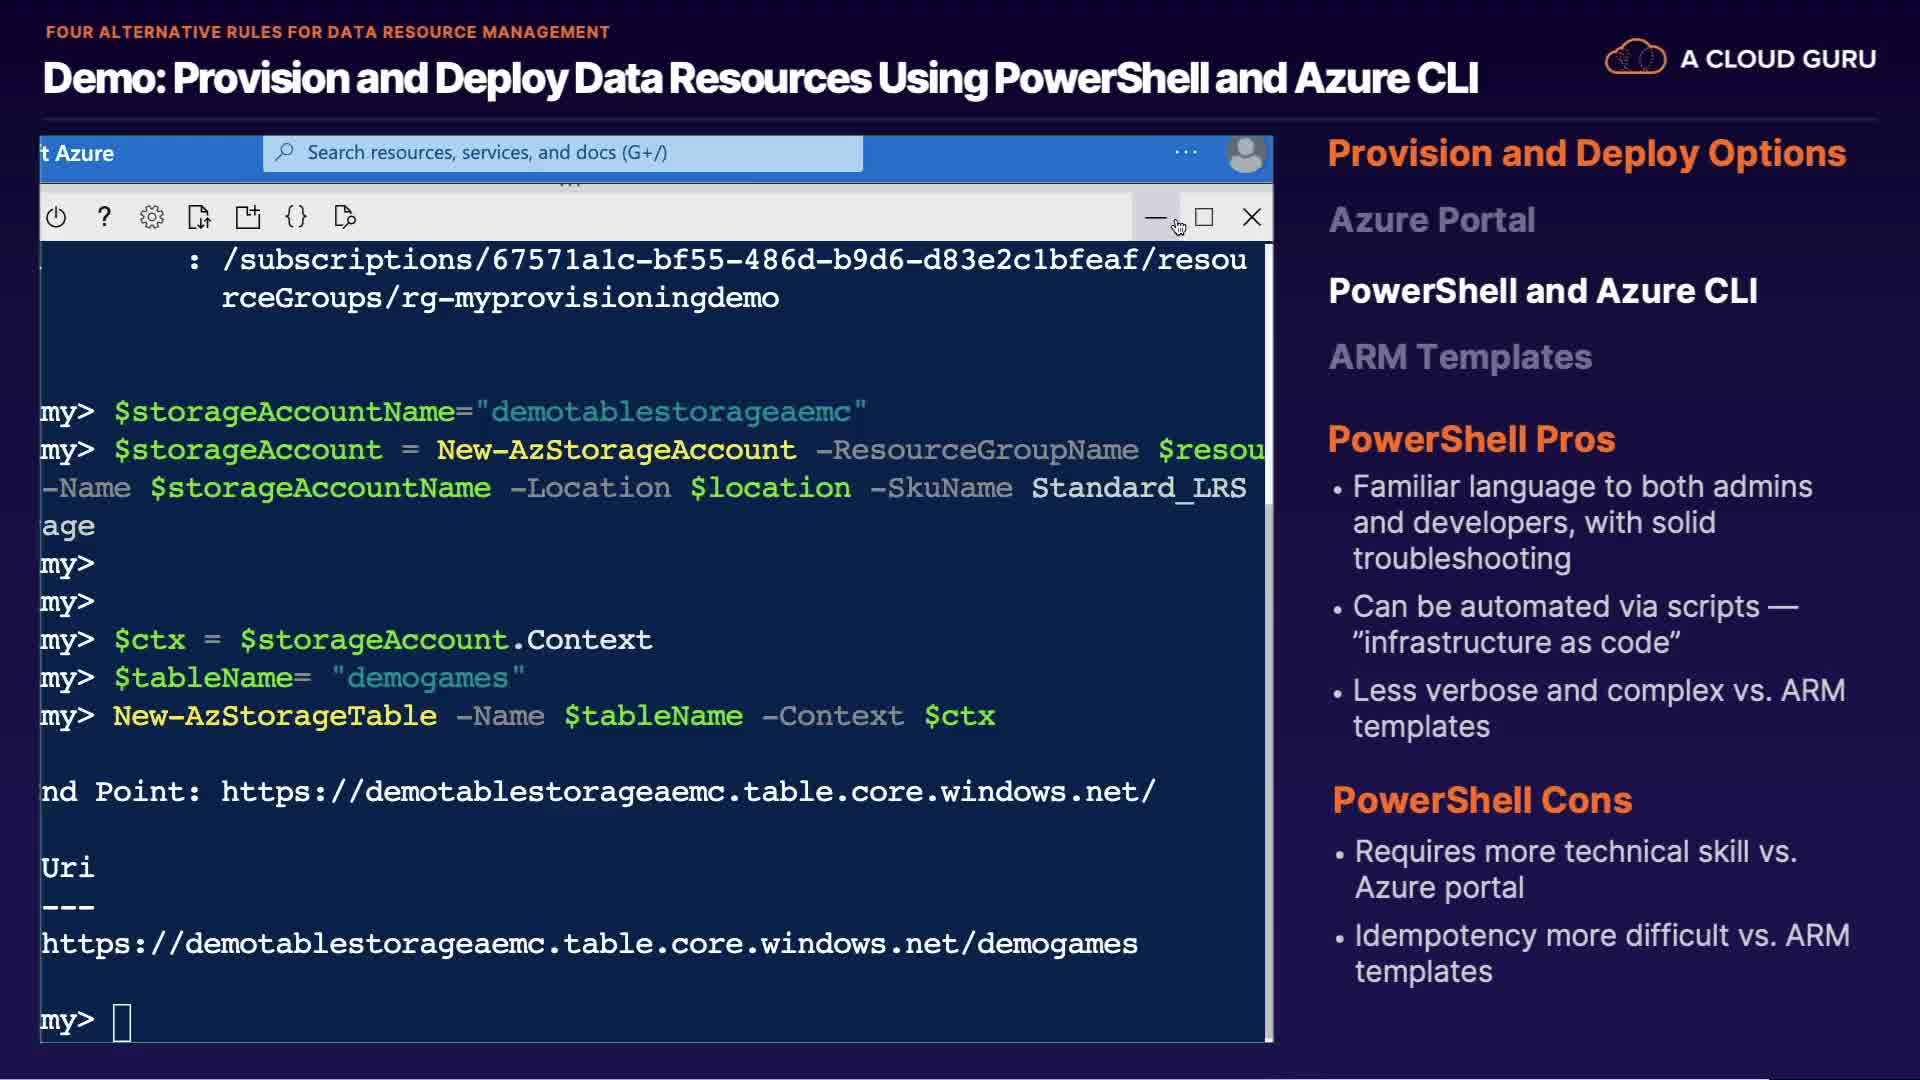 FOUR ALTERNATIVE RULES FOR DATA RESOURCE MANAGEMENT
Demo: Provision and Deploy Data Resources Using PowerShell and Azure CLI
A CLOUD GURU
t Azure
Search resources, services, and docs (G+/)
: /subscriptions/67571a1c-bf55-486d-b9d6-d83e2c1bfeaf/resou
rceGroups/rg-myprovisioningdemo
my> $storageAccountName="demotablestorageaemc"
my> $storageAccount = New-AzStorageAccount -ResourceGroupName $resou
-Name $storageAccountName -Location $location -SkuName Standard_LRS
age
my>
my>
my> $ctx = $storageAccount.Context
my> $tableName= "demogames"
my> New-AzStorageTable -Name $tableName -Context $ctx
nd Point: https://demotablestorageaemc.table.core.windows.net/
Uri
---
https://demotablestorageaemc.table.core.windows.net/demogames
my>
Provision and Deploy Options
Azure Portal
PowerShell and Azure CLI
ARM Templates
PowerShell Pros
• Familiar language to both admins
and developers, with solid
troubleshooting
• Can be automated via scripts —
”infrastructure as code”
• Less verbose and complex vs. ARM
templates
PowerShell Cons
• Requires more technical skill vs.
Azure portal
• Idempotency more difficult vs. ARM
templates